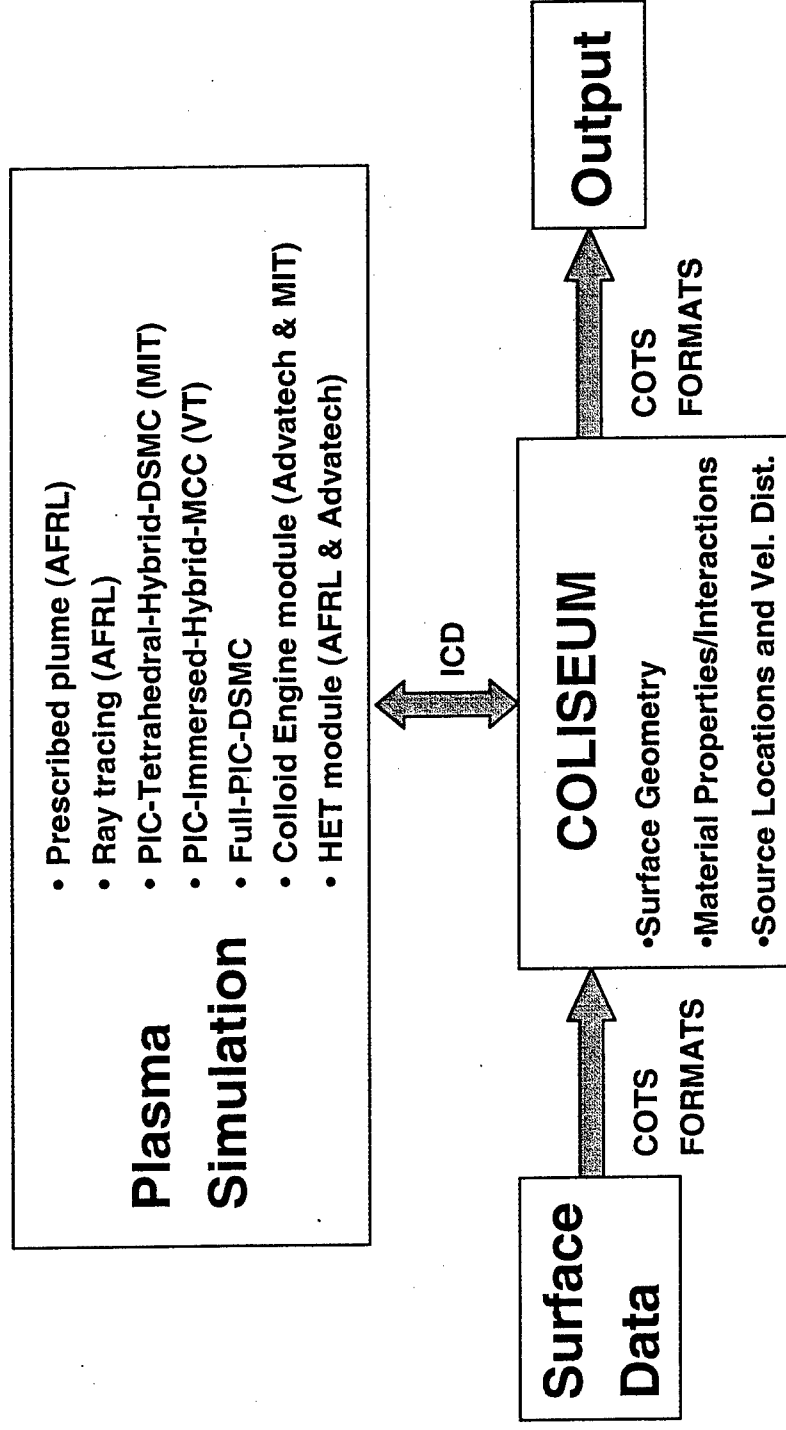 Plasma
Simulation
• Prescribed plume (AFRL)
• Ray tracing (AFRL)
• PIC-Tetrahedral-Hybrid-DSMC (MIT)
• PIC-Immersed-Hybrid-MCC (VT)
• Full-PIC-DSMC
• Colloid Engine module (Advatech & MIT)
• HET module (AFRL & Advatech)
ICD
Surface
Data
COTS
FORMATS
COLISEUM
•Surface Geometry
•Material Properties/Interactions
•Source Locations and Vel. Dist.
COTS
FORMATS
Output